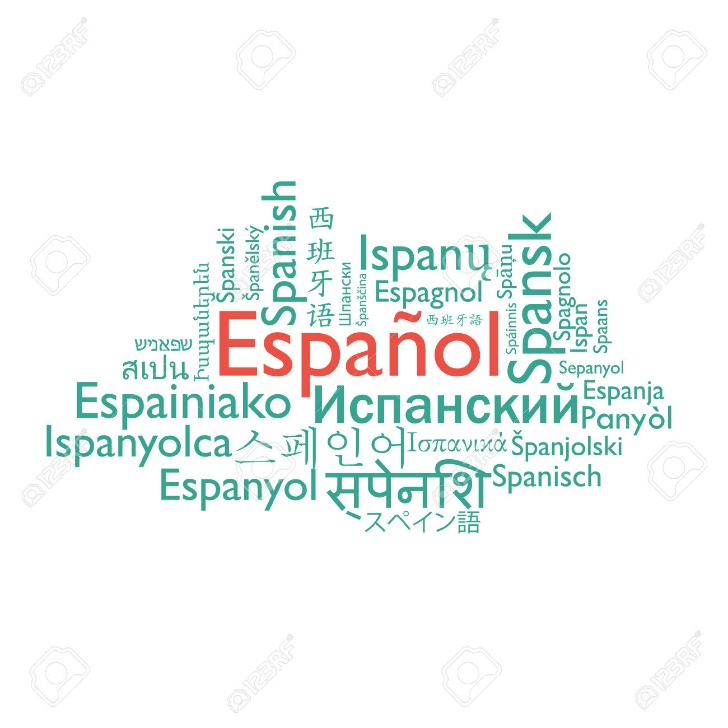 Spanish
西班牙语
Ispanų
Spansk
Španski
Španělský
Шпански
Španščina
Espagnol
Spāņu
Spagnolo
Իսպաներեն
西班牙語
Spáinnis
Ispan
Spaans
שפאניש
Español
สเปน
Sepanyol
Espainiako
Испанский
Espanja
Panyòl
Ispanyolca
스페인어
Ισπανικά
Španjolski
Espanyol
Spanisch
スペイン語
123RF